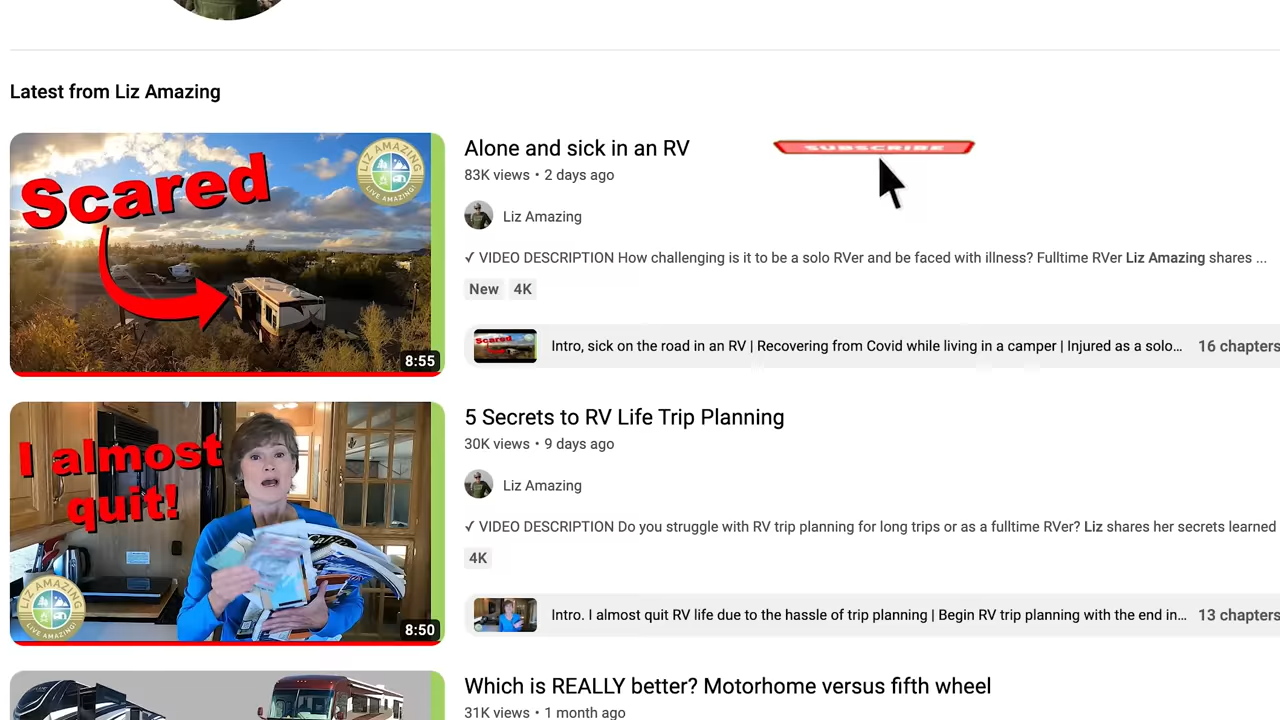 Latest from Liz Amazing
Scared
LIZ AMAZING
LIVE AMAZING!
8:55
Alone and sick in an RV
SUBSCRIBE
83K views • 2 days ago
Liz Amazing
✓ VIDEO DESCRIPTION How challenging is it to be a solo RVer and be faced with illness? Fulltime RVer Liz Amazing shares ...
New 4K
Scared
Intro, sick on the road in an RV | Recovering from Covid while living in a camper | Injured as a solo... 16 chapters
I almost
quit!
LIZ AMAZING
LIVE AMAZING!
8:50
5 Secrets to RV Life Trip Planning
30K views • 9 days ago
Liz Amazing
✓ VIDEO DESCRIPTION Do you struggle with RV trip planning for long trips or as a fulltime RVer? Liz shares her secrets learned
4K
Intro. I almost quit RV life due to the hassle of trip planning | Begin RV trip planning with the end in... 13 chapters
Which is REALLY better? Motorhome versus fifth wheel
31K views • 1 month ago